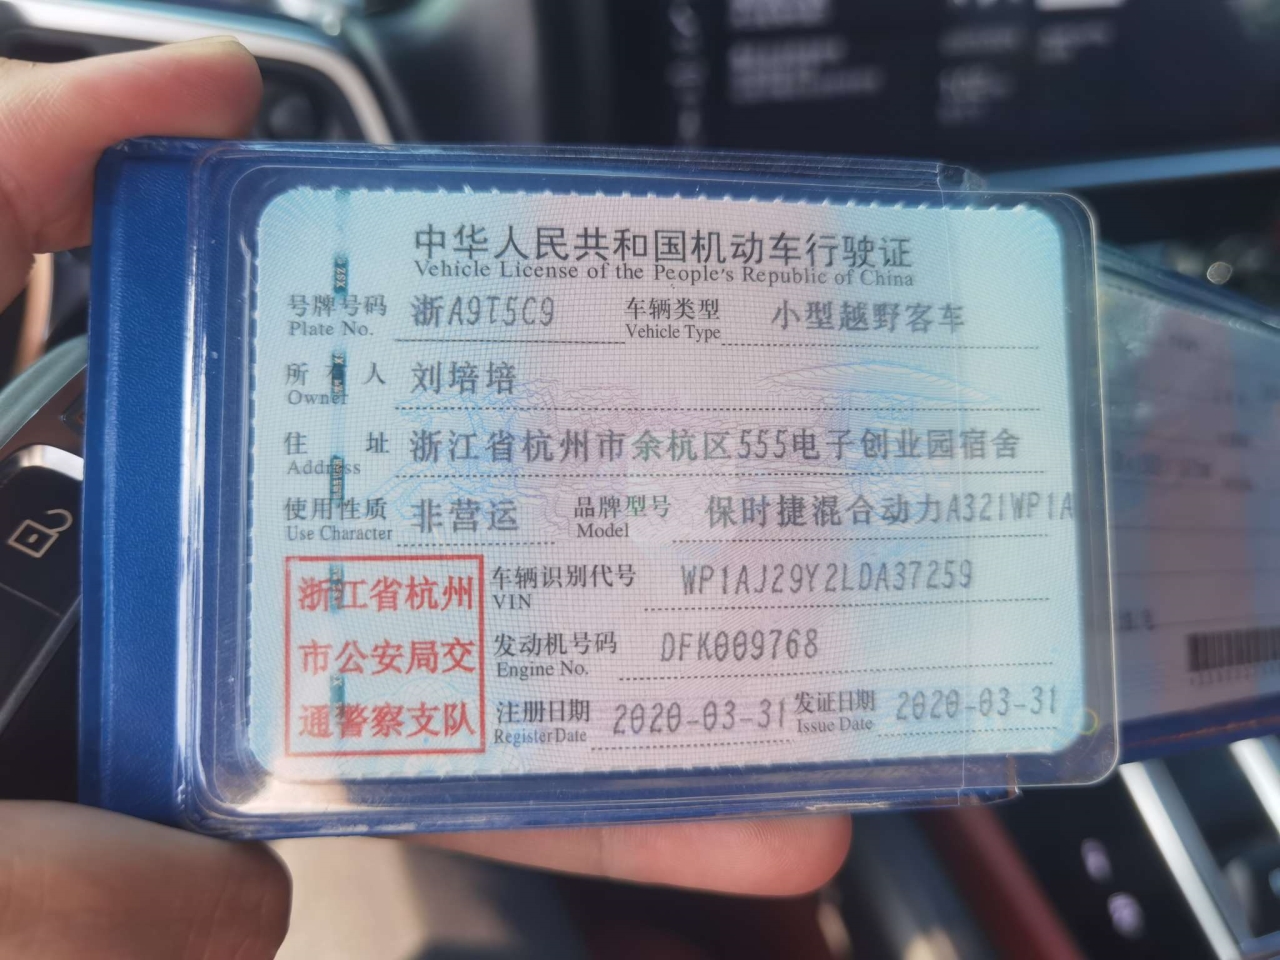 中华人民共和国机动车行驶证
Vehicle License of the People's Republic of China
号牌号码 浙A9T5C9 车辆类型 小型越野客车
Plate No. Vehicle Type
所有人 刘培培
Owner
住址 浙江省杭州市余杭区555电子创业园宿舍
Address
使用性质 非营运 品牌型号 保时捷混合动力A321WP1A
Use Character Model
浙江省杭州
市公安局交
通警察支队
车辆识别代号 WP1AJ29Y2LDA37259
VIN
发动机号码 DFK009768
Engine No.
注册日期 2020-03-31 发证日期 2020-03-31
Register Date Issue Date